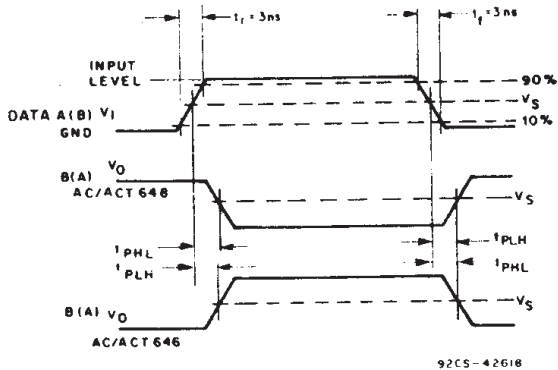 tr = 3ns
tf = 3ns
INPUT
LEVEL
90%
DATA A(B) VI
VS
GND
10%
B(A) VO
AC/ACT 648
VS
tPHL
tPLH
tPLH
tPHL
B(A) VO
VS
AC/ACT 646
92CS-42618